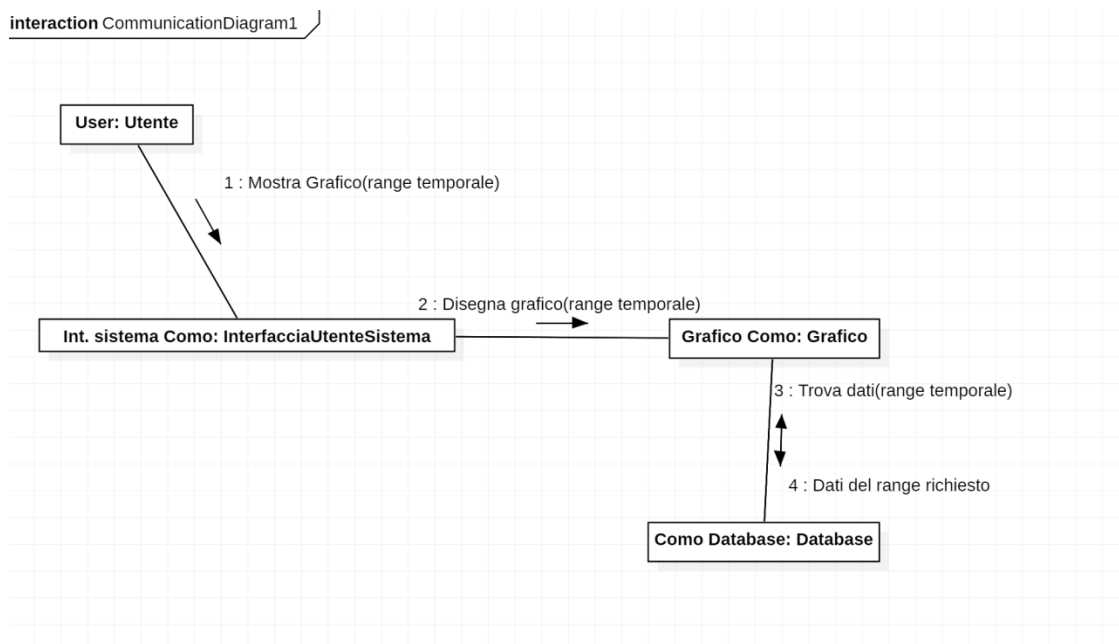 interaction CommunicationDiagram1
User: Utente
1 : Mostra Grafico(range temporale)
2 : Disegna grafico(range temporale)
Int. sistema Como: InterfacciaUtenteSistema
Grafico Como: Grafico
3 : Trova dati(range temporale)
4 : Dati del range richiesto
Como Database: Database